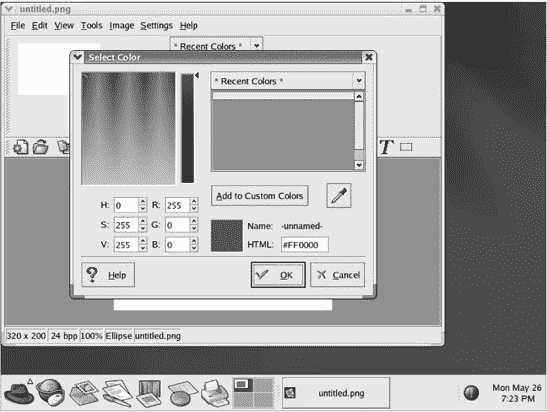 untitled.png
File Edit View Tools Image Settings Help
* Recent Colors *
Select Color
* Recent Colors *
Add to Custom Colors
H: 0 R: 255
S: 255 G: 0
V: 255 B: 0
Name: -unnamed-
HTML: #FF0000
? Help
OK
Cancel
T
320 x 200 24 bpp 100% Ellipse untitled.png
untitled.png
Mon May 26
7:23 PM